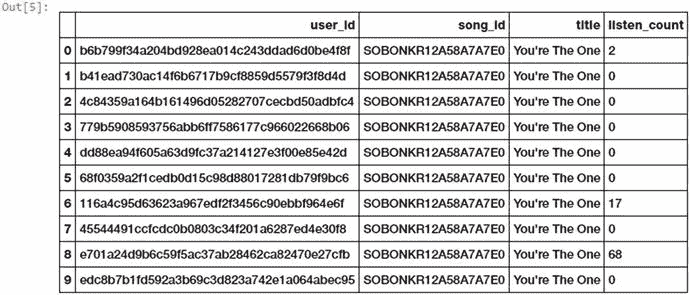 Out[5]:
user_id song_id title listen_count
0 b6b799f34a204bd928ea014c243ddad6d0be4f8f SOBONKR12A58A7A7E0 You're The One 2
1 b41ead730ac14f6b6717b9cf8859d5579f3f8d4d SOBONKR12A58A7A7E0 You're The One 0
2 4c84359a164b161496d05282707cecbd50adbfc4 SOBONKR12A58A7A7E0 You're The One 0
3 779b5908593756abb6ff7586177c966022668b06 SOBONKR12A58A7A7E0 You're The One 0
4 dd88ea94f605a63d9fc37a214127e3f00e85e42d SOBONKR12A58A7A7E0 You're The One 0
5 68f0359a2f1cedb0d15c98d88017281db79f9bc6 SOBONKR12A58A7A7E0 You're The One 0
6 116a4c95d63623a967edf2f3456c90ebbf964e6f SOBONKR12A58A7A7E0 You're The One 17
7 45544491ccfcdc0b0803c34f201a6287ed4e30f8 SOBONKR12A58A7A7E0 You're The One 0
8 e701a24d9b6c59f5ac37ab28462ca82470e27cfb SOBONKR12A58A7A7E0 You're The One 68
9 edc8b7b1fd592a3b69c3d823a742e1a064abec95 SOBONKR12A58A7A7E0 You're The One 0